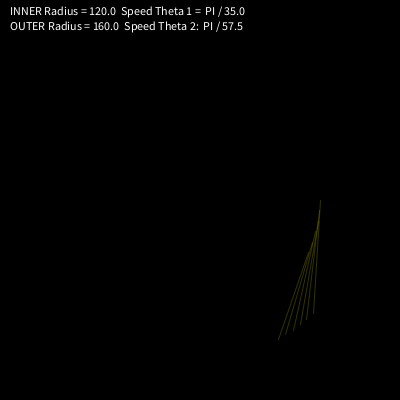 INNER Radius = 120.0  Speed Theta 1 =  PI / 35.0
OUTER Radius = 160.0  Speed Theta 2:  PI / 57.5